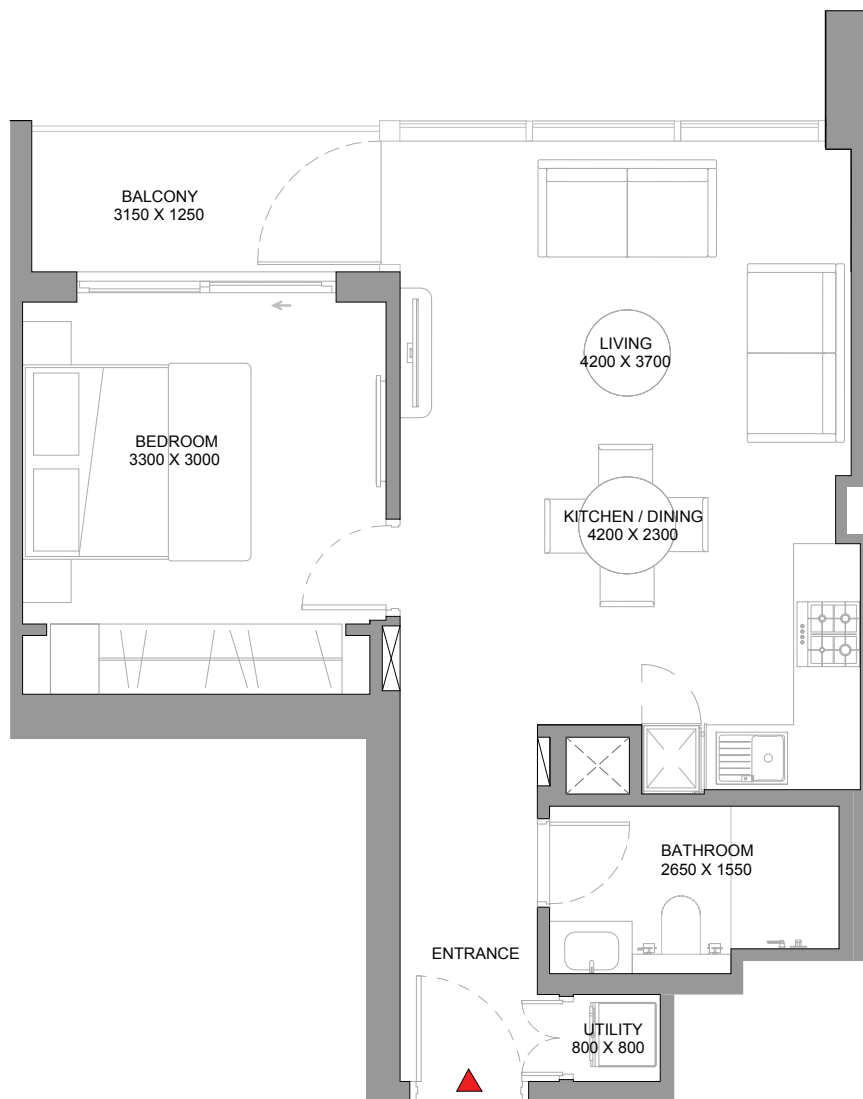 BALCONY
3150 X 1250
LIVING
4200 X 3700
BEDROOM
3300 X 3000
KITCHEN / DINING
4200 X 2300
BATHROOM
2650 X 1550
ENTRANCE
UTILITY
800 X 800